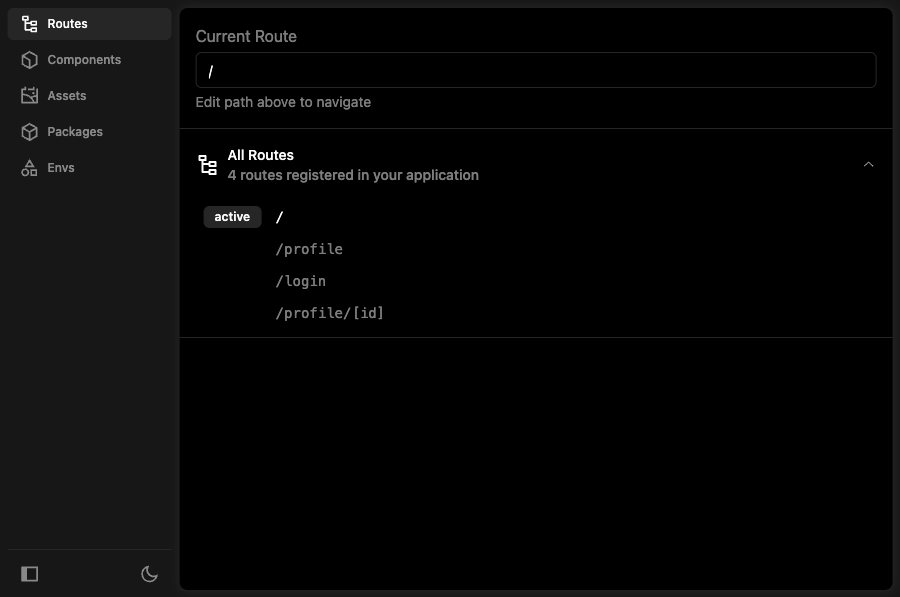 Routes
Components
Assets
Packages
Envs
Current Route
/
Edit path above to navigate
All Routes
4 routes registered in your application
active /
/profile
/login
/profile/[id]